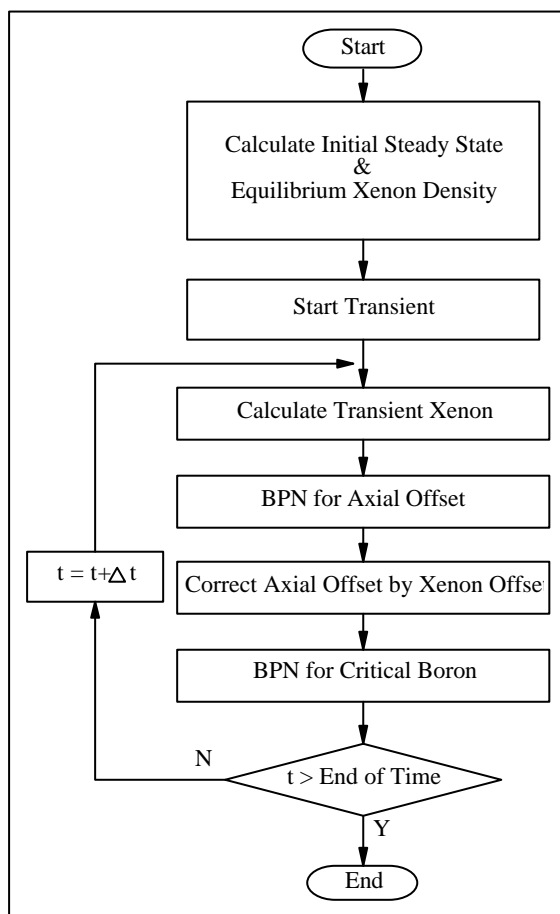 Start
Calculate Initial Steady State
&
Equilibrium Xenon Density
Start Transient
Calculate Transient Xenon
BPN for Axial Offset
t = t+Δ t
Correct Axial Offset by Xenon Offset
BPN for Critical Boron
N
t > End of Time
Y
End